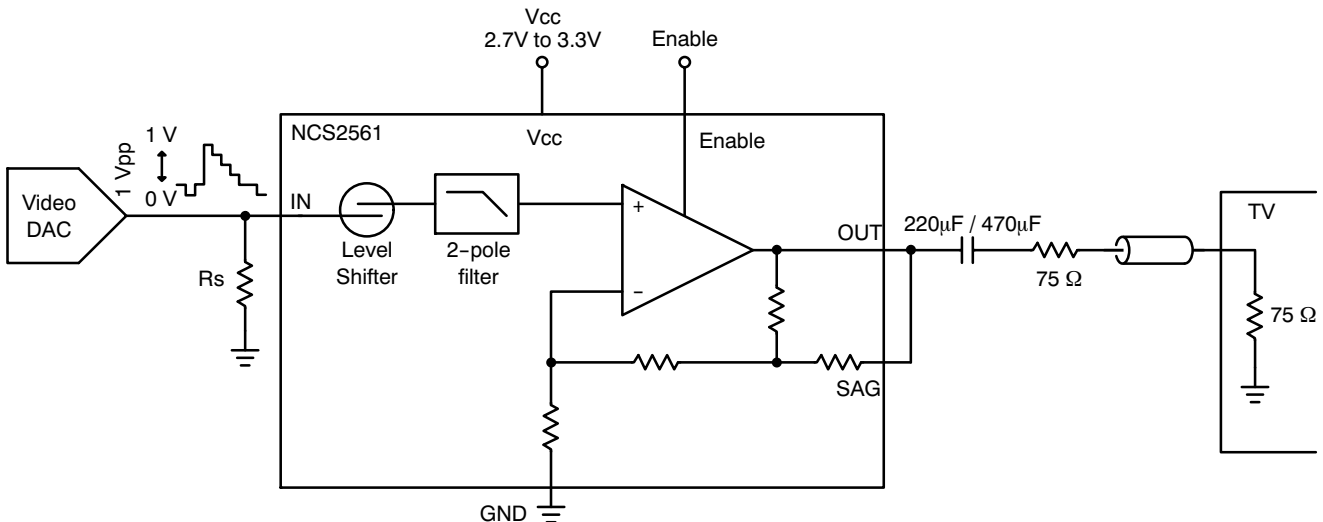 Vcc
2.7V to 3.3V
Enable
NCS2561
Vcc
Enable
1 Vpp
1 V
0 V
Video
DAC
IN
Rs
Level
Shifter
2−pole
filter
+
−
OUT
SAG
GND
220μF / 470μF
75 Ω
TV
75 Ω